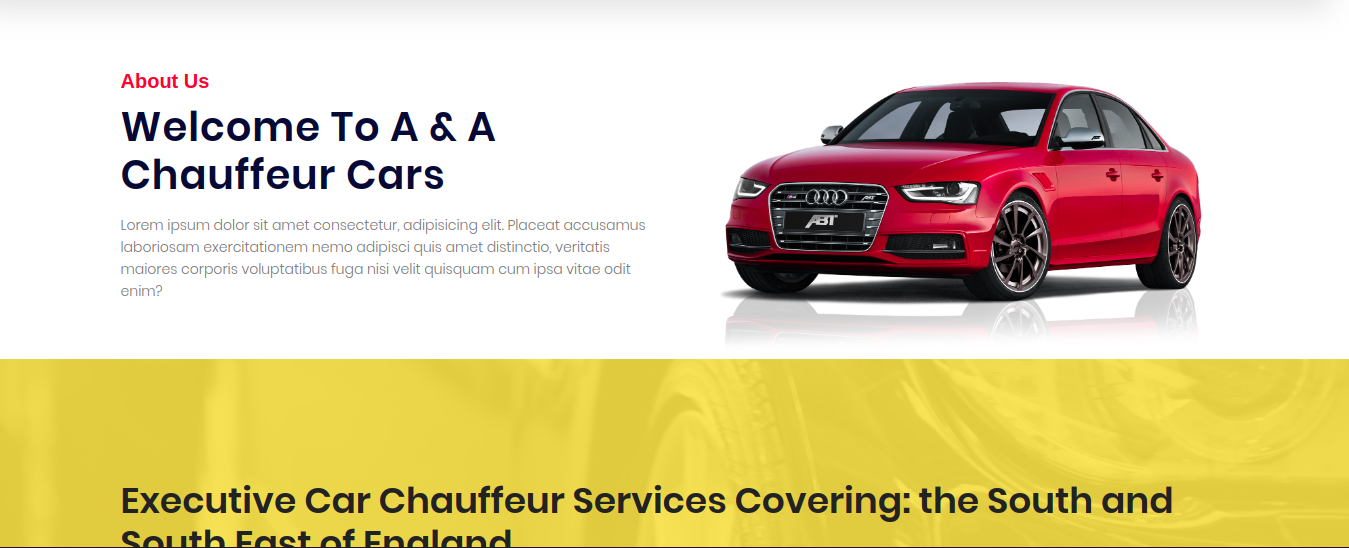 About Us
Welcome To A & A
Chauffeur Cars
Lorem ipsum dolor sit amet consectetur, adipisicing elit. Placeat accusamus
laboriosam exercitationem nemo adipisci quis amet distinctio, veritatis
maiores corporis voluptatibus fuga nisi velit quisquam cum ipsa vitae odit
enim?
ABT
Executive Car Chauffeur Services Covering: the South and
South East of England